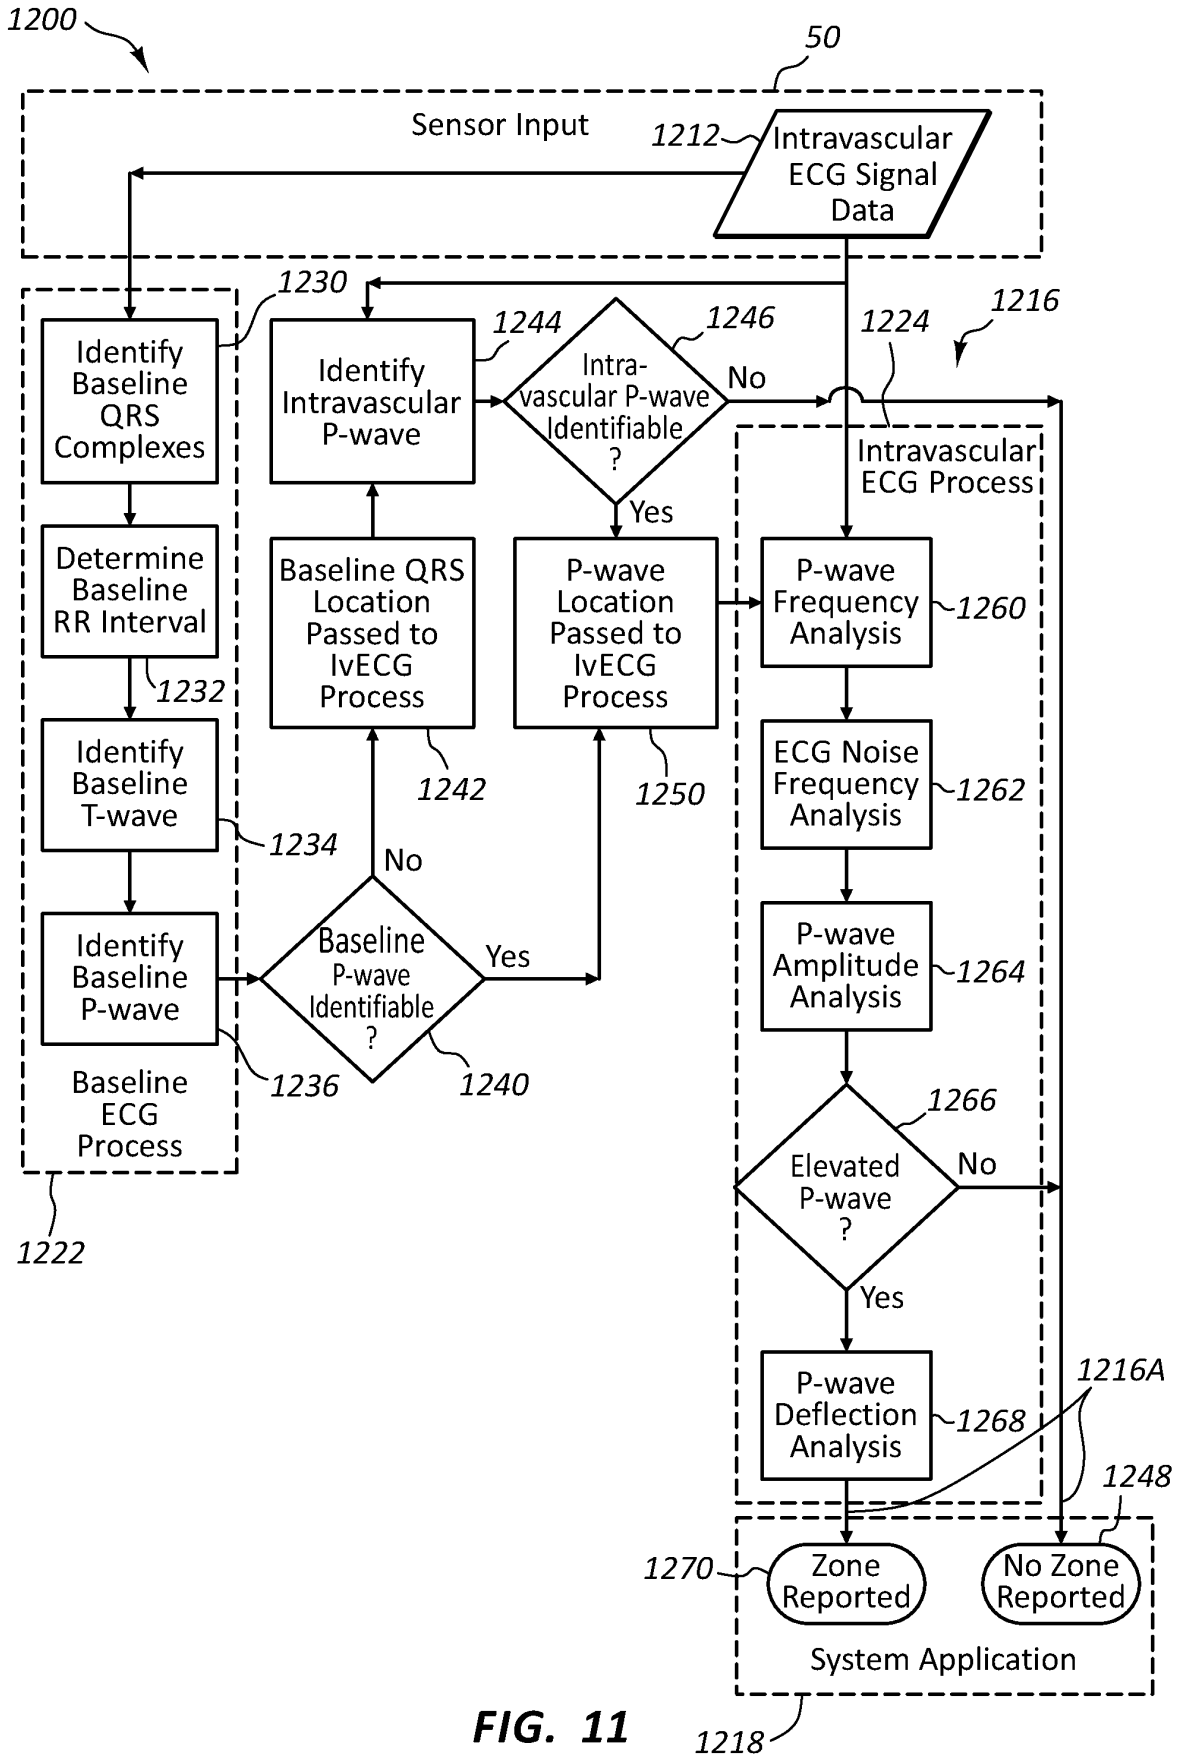 1200
50
Sensor Input
1212
Intravascular
ECG Signal
Data
1230
Identify
Baseline
QRS
Complexes
Determine
Baseline
RR Interval
1232
Identify
Baseline
T-wave
1234
Identify
Baseline
P-wave
1236
Baseline
ECG
Process
1222
1244
Identify
Intravascular
P-wave
1246
Intra-
vascular P-wave
Identifiable
?
No
Yes
Baseline QRS
Location
Passed to
IvECG
Process
1242
No
Baseline
P-wave
Identifiable
?
Yes
1240
P-wave
Location
Passed to
IvECG
Process
1250
1224
1216
Intravascular
ECG Process
P-wave
Frequency
Analysis
1260
ECG Noise
Frequency
Analysis
1262
P-wave
Amplitude
Analysis
1264
1266
Elevated
P-wave
?
No
Yes
P-wave
Deflection
Analysis
1268
1216A
1248
1270
Zone
Reported
No Zone
Reported
System Application
1218
FIG. 11